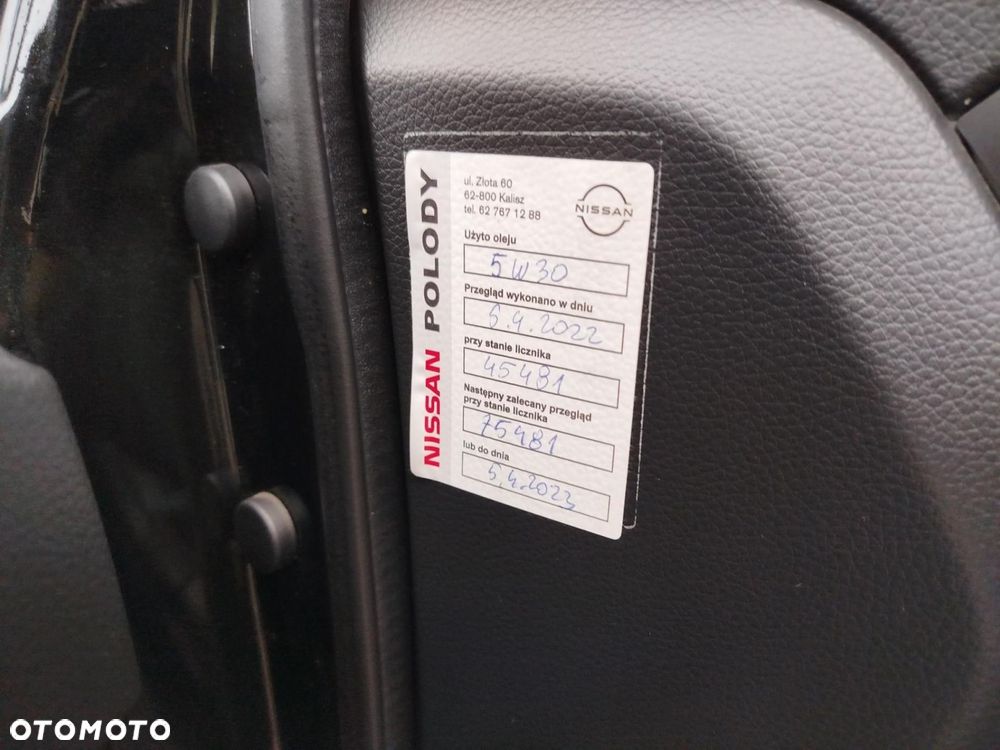 NISSAN POLODY
ul. Złota 60
62-800 Kalisz
tel. 62 767 12 88
NISSAN
Użyto oleju
5W30
Przegląd wykonano w dniu
5.4.2022
przy stanie licznika
45481
Następny zalecany przegląd
przy stanie licznika
75481
lub do dnia
5.4.2023
OTOMOTO